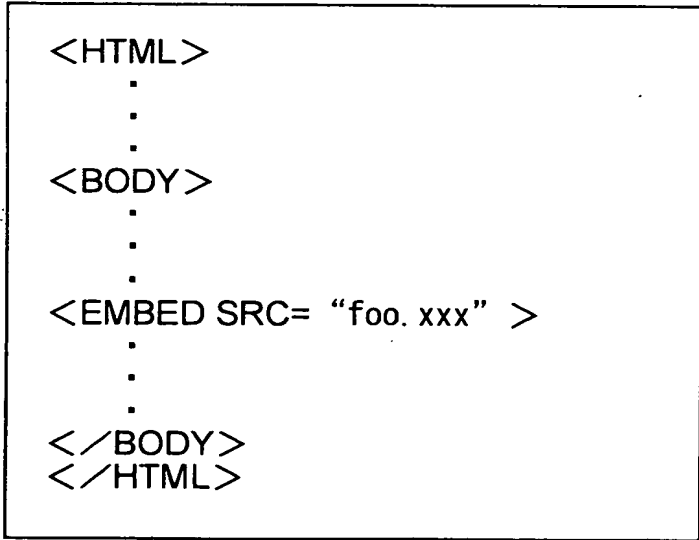 <HTML>
.
.
.
<BODY>
.
.
.
<EMBED SRC= “foo. xxx” >
.
.
.
</BODY>
</HTML>